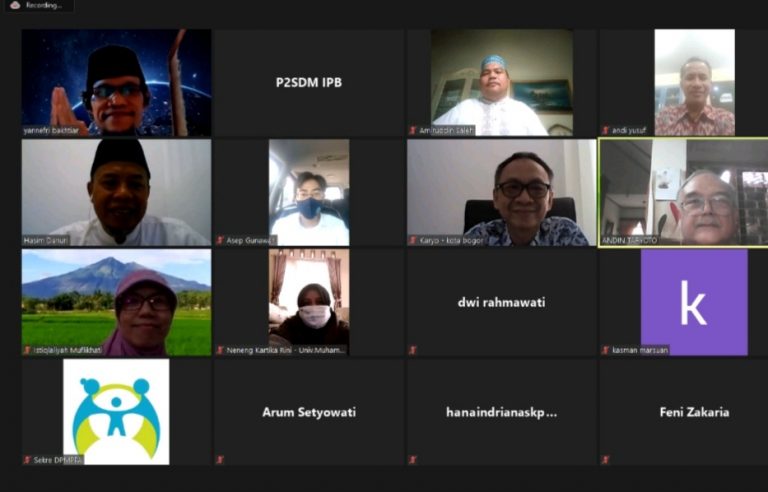 Recording...
yannefri bakhtiar
P2SDM IPB
Amiruddin Saleh
andi yusuf
Hasim Danuri
Asep Gunawan
Karyo - kota bogor
ANDIN TARYOTO
Istiqlaliyah Muflikhati
Neneng Kartika Rini - Univ.Muham...
dwi rahmawati
k
kasman marsuan
Sekre DPMPPA
Arum Setyowati
hanaindrianaskp...
Feni Zakaria